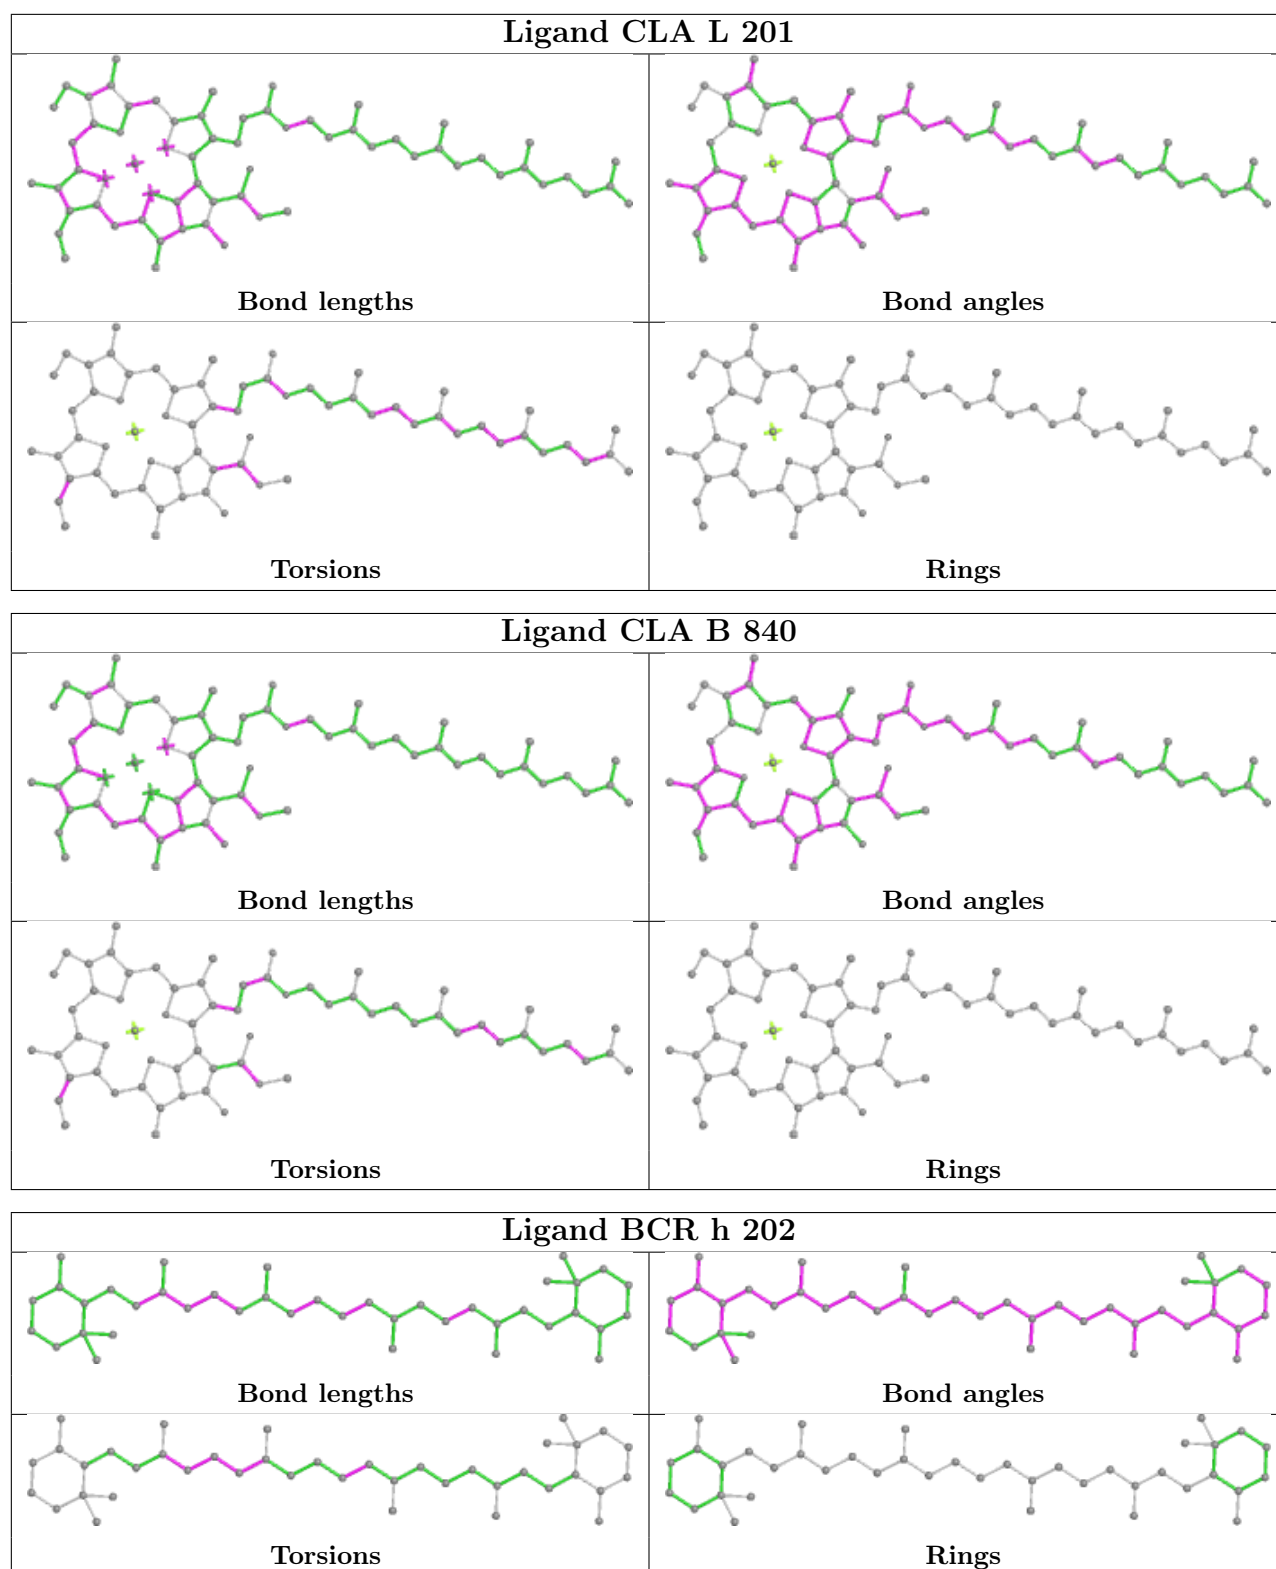 Ligand CLA L 201
Bond lengths
Bond angles
Torsions
Rings
Ligand CLA B 840
Bond lengths
Bond angles
Torsions
Rings
Ligand BCR h 202
Bond lengths
Bond angles
Torsions
Rings